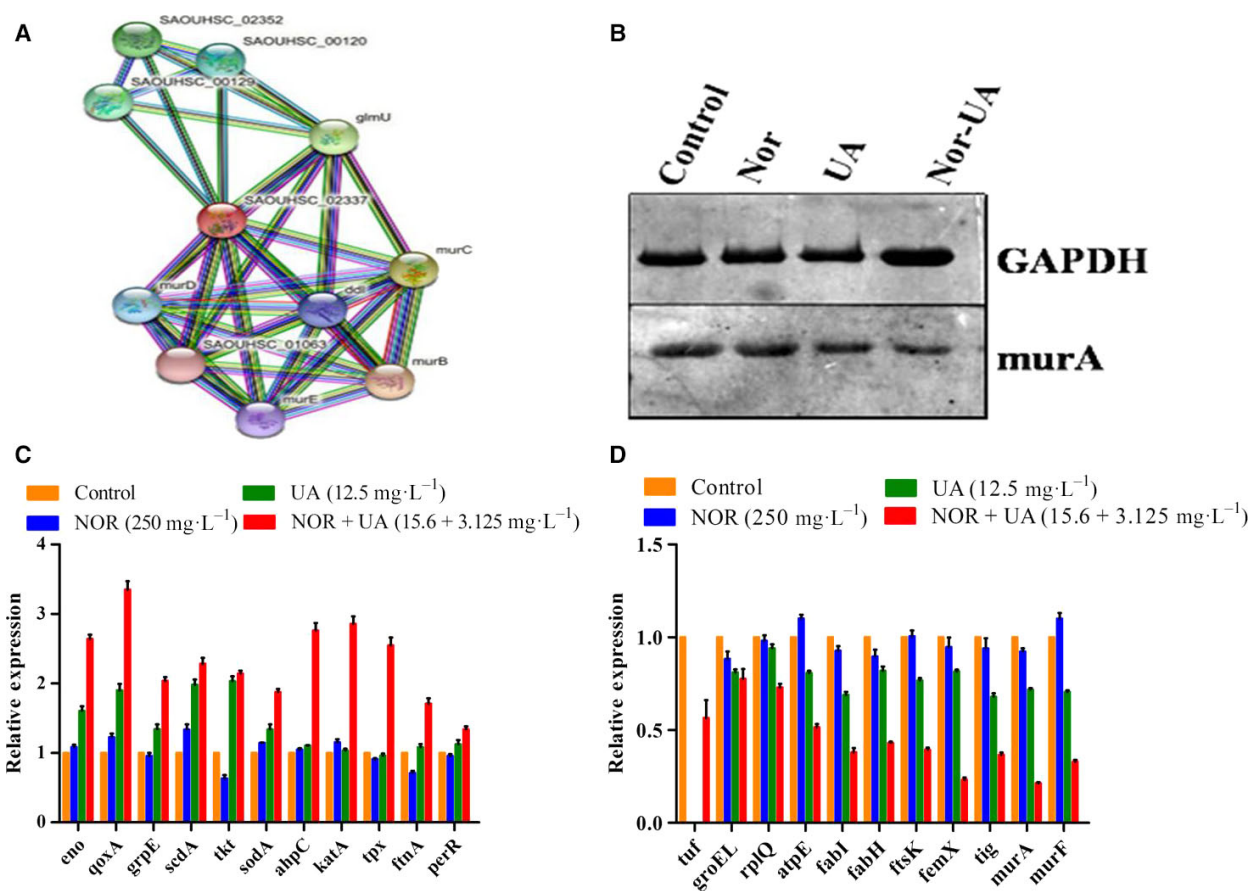 A
SAOUHSC_02352
SAOUHSC_00120
SAOUHSC_00129
glmU
SAOUHSC_02337
murC
murD
ddl
SAOUHSC_01063
murB
murE
B
Control
Nor
UA
Nor-UA
GAPDH
murA
C
Control
UA (12.5 mg·L⁻¹)
NOR (250 mg·L⁻¹)
NOR + UA (15.6 + 3.125 mg·L⁻¹)
Relative expression
4
3
2
1
0
eno
qoxA
grpE
scdA
tkt
sodA
ahpC
katA
tpx
ftnA
perR
D
Control
UA (12.5 mg·L⁻¹)
NOR (250 mg·L⁻¹)
NOR + UA (15.6 + 3.125 mg·L⁻¹)
Relative expression
1.5
1.0
0.5
0.0
tuf
groEL
rplQ
atpE
fabI
fabH
ftsK
femX
tig
murA
murF